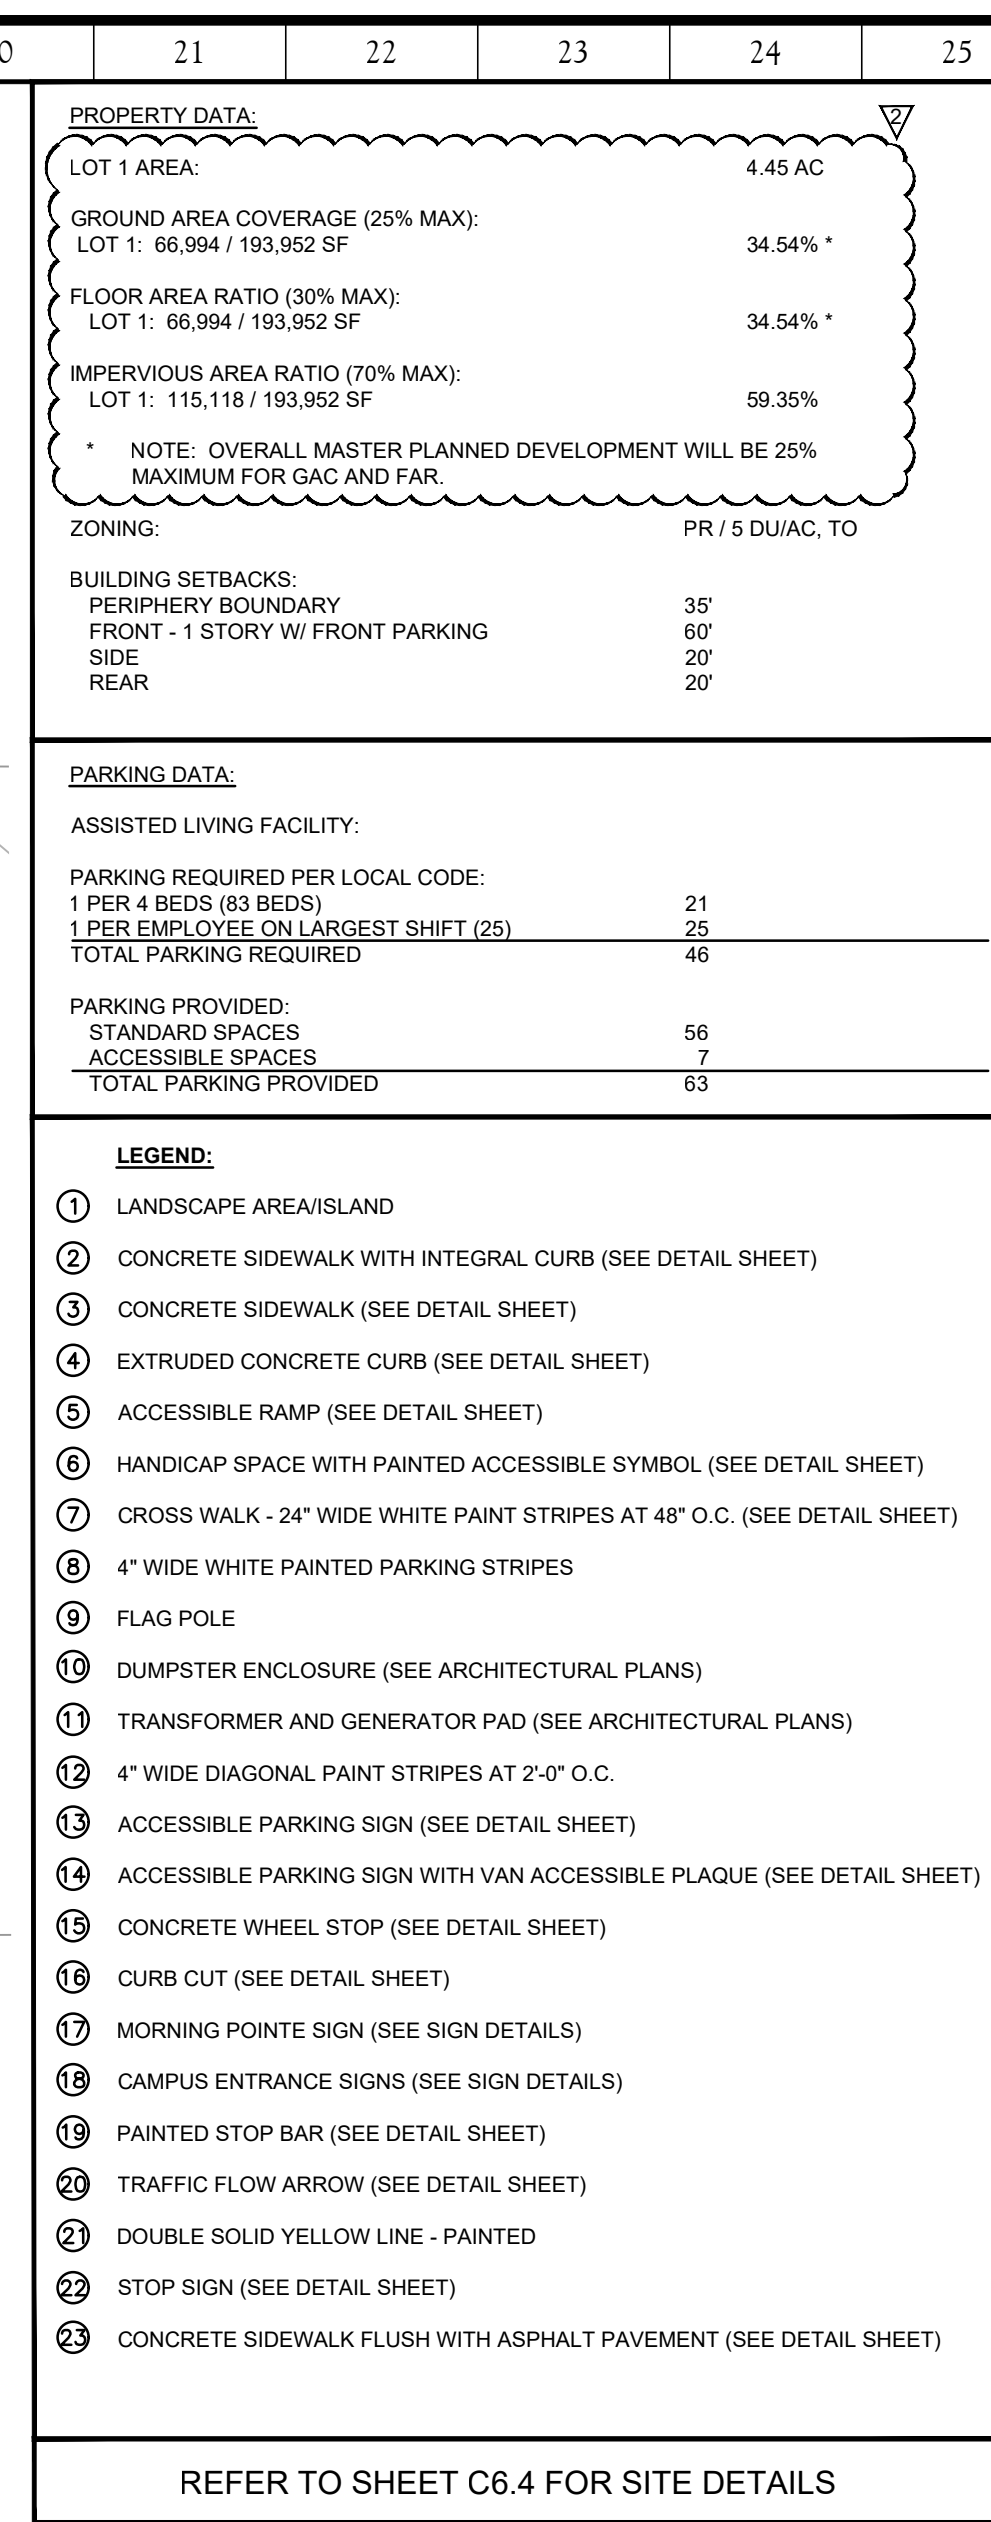 0 21 22 23 24 25
PROPERTY DATA:
2
LOT 1 AREA: 4.45 AC
GROUND AREA COVERAGE (25% MAX):
LOT 1: 66,994 / 193,952 SF 34.54% *
FLOOR AREA RATIO (30% MAX):
LOT 1: 66,994 / 193,952 SF 34.54% *
IMPERVIOUS AREA RATIO (70% MAX):
LOT 1: 115,118 / 193,952 SF 59.35%
* NOTE: OVERALL MASTER PLANNED DEVELOPMENT WILL BE 25%
MAXIMUM FOR GAC AND FAR.
ZONING: PR / 5 DU/AC, TO
BUILDING SETBACKS:
PERIPHERY BOUNDARY 35'
FRONT - 1 STORY W/ FRONT PARKING 60'
SIDE 20'
REAR 20'
PARKING DATA:
ASSISTED LIVING FACILITY:
PARKING REQUIRED PER LOCAL CODE:
1 PER 4 BEDS (83 BEDS) 21
1 PER EMPLOYEE ON LARGEST SHIFT (25) 25
TOTAL PARKING REQUIRED 46
PARKING PROVIDED:
STANDARD SPACES 56
ACCESSIBLE SPACES 7
TOTAL PARKING PROVIDED 63
LEGEND:
1 LANDSCAPE AREA/ISLAND
2 CONCRETE SIDEWALK WITH INTEGRAL CURB (SEE DETAIL SHEET)
3 CONCRETE SIDEWALK (SEE DETAIL SHEET)
4 EXTRUDED CONCRETE CURB (SEE DETAIL SHEET)
5 ACCESSIBLE RAMP (SEE DETAIL SHEET)
6 HANDICAP SPACE WITH PAINTED ACCESSIBLE SYMBOL (SEE DETAIL SHEET)
7 CROSS WALK - 24" WIDE WHITE PAINT STRIPES AT 48" O.C. (SEE DETAIL SHEET)
8 4" WIDE WHITE PAINTED PARKING STRIPES
9 FLAG POLE
10 DUMPSTER ENCLOSURE (SEE ARCHITECTURAL PLANS)
11 TRANSFORMER AND GENERATOR PAD (SEE ARCHITECTURAL PLANS)
12 4" WIDE DIAGONAL PAINT STRIPES AT 2'-0" O.C.
13 ACCESSIBLE PARKING SIGN (SEE DETAIL SHEET)
14 ACCESSIBLE PARKING SIGN WITH VAN ACCESSIBLE PLAQUE (SEE DETAIL SHEET)
15 CONCRETE WHEEL STOP (SEE DETAIL SHEET)
16 CURB CUT (SEE DETAIL SHEET)
17 MORNING POINTE SIGN (SEE SIGN DETAILS)
18 CAMPUS ENTRANCE SIGNS (SEE SIGN DETAILS)
19 PAINTED STOP BAR (SEE DETAIL SHEET)
20 TRAFFIC FLOW ARROW (SEE DETAIL SHEET)
21 DOUBLE SOLID YELLOW LINE - PAINTED
22 STOP SIGN (SEE DETAIL SHEET)
23 CONCRETE SIDEWALK FLUSH WITH ASPHALT PAVEMENT (SEE DETAIL SHEET)
REFER TO SHEET C6.4 FOR SITE DETAILS